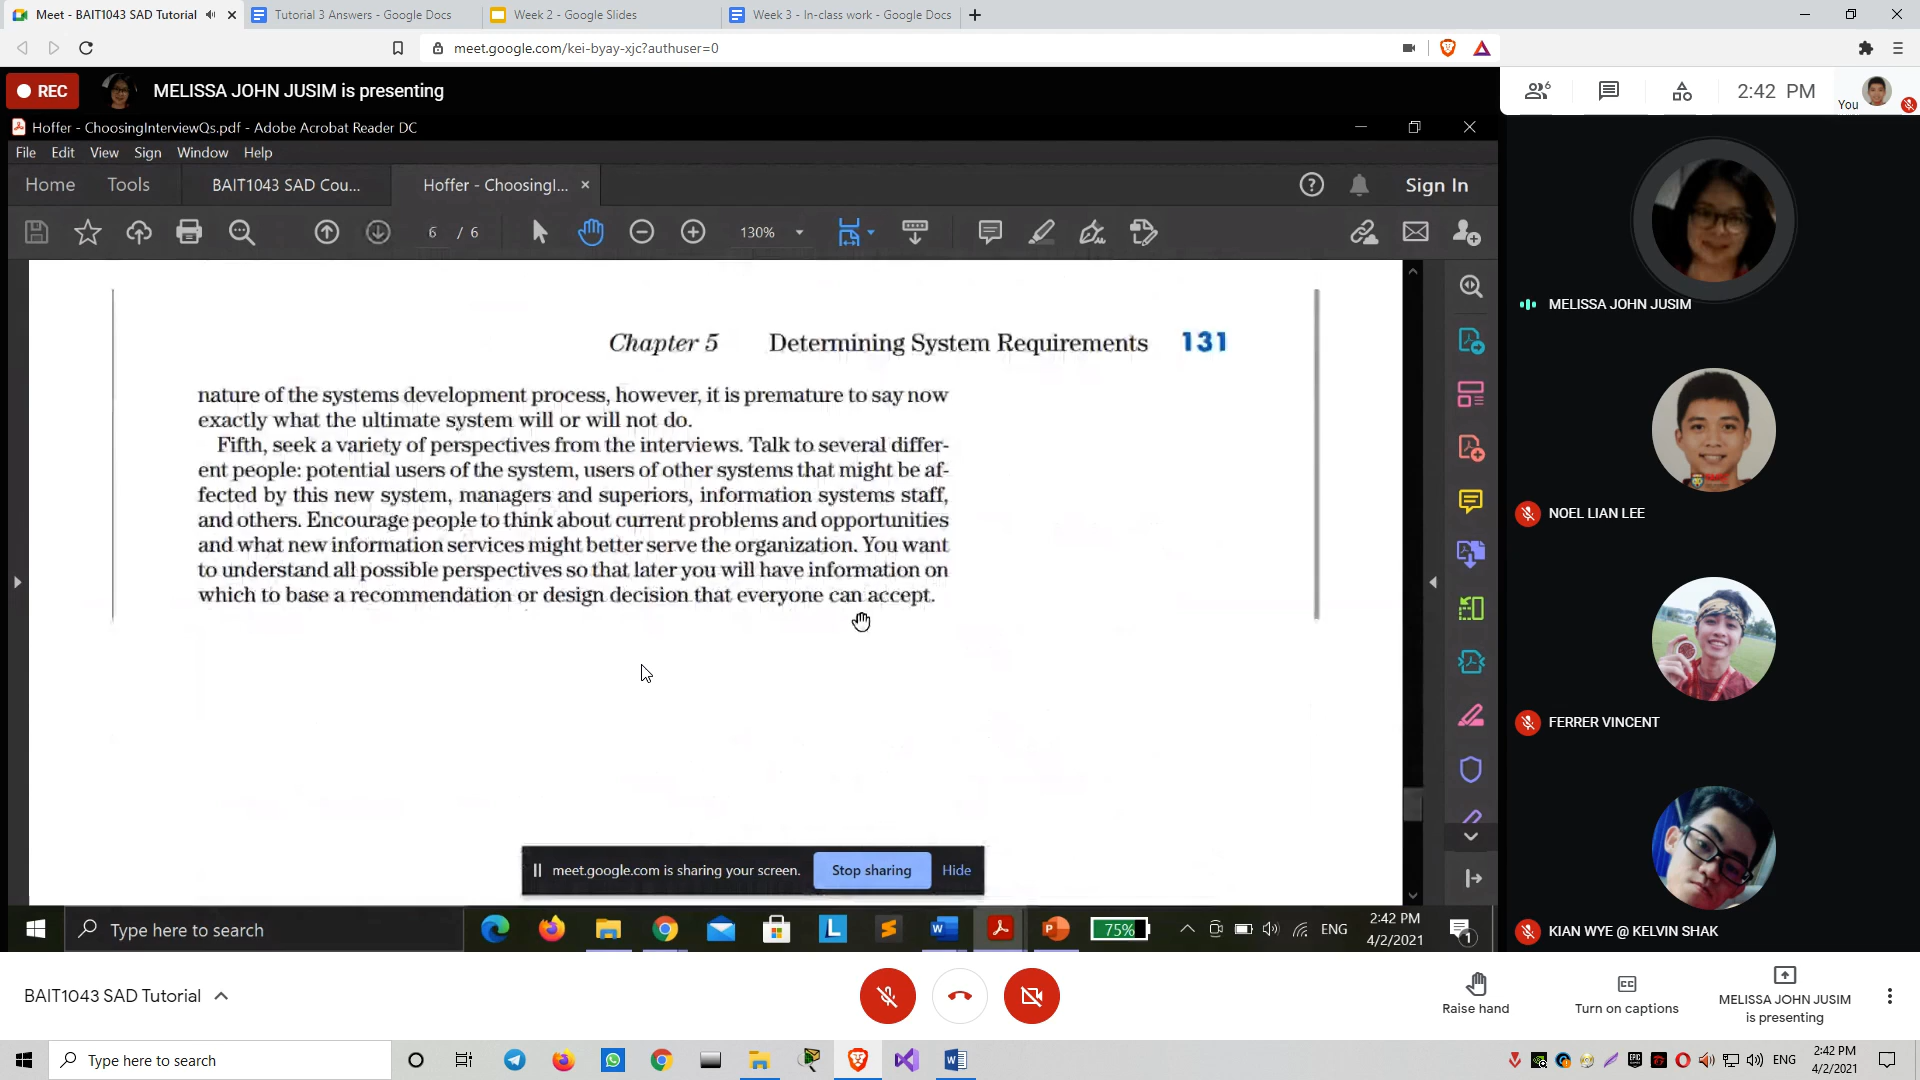 Meet - BAIT1043 SAD Tutorial
Tutorial 3 Answers - Google Docs
Week 2 - Google Slides
Week 3 - In-class work - Google Docs
meet.google.com/kei-byay-xjc?authuser=0
REC
MELISSA JOHN JUSIM is presenting
6
2:42 PM
You
Hoffer - ChoosingInterviewQs.pdf - Adobe Acrobat Reader DC
File Edit View Sign Window Help
Home Tools
BAIT1043 SAD Cou...
Hoffer - ChoosingI...
Sign In
6 / 6
130%
Chapter 5 Determining System Requirements 131
nature of the systems development process, however, it is premature to say now
exactly what the ultimate system will or will not do.
Fifth, seek a variety of perspectives from the interviews. Talk to several differ-
ent people: potential users of the system, users of other systems that might be af-
fected by this new system, managers and superiors, information systems staff,
and others. Encourage people to think about current problems and opportunities
and what new information services might better serve the organization. You want
to understand all possible perspectives so that later you will have information on
which to base a recommendation or design decision that everyone can accept.
MELISSA JOHN JUSIM
NOEL LIAN LEE
FERRER VINCENT
KIAN WYE @ KELVIN SHAK
meet.google.com is sharing your screen.
Stop sharing
Hide
Type here to search
75%
ENG
2:42 PM
4/2/2021
1
BAIT1043 SAD Tutorial
Raise hand
Turn on captions
MELISSA JOHN JUSIM
is presenting
Type here to search
ENG
2:42 PM
4/2/2021